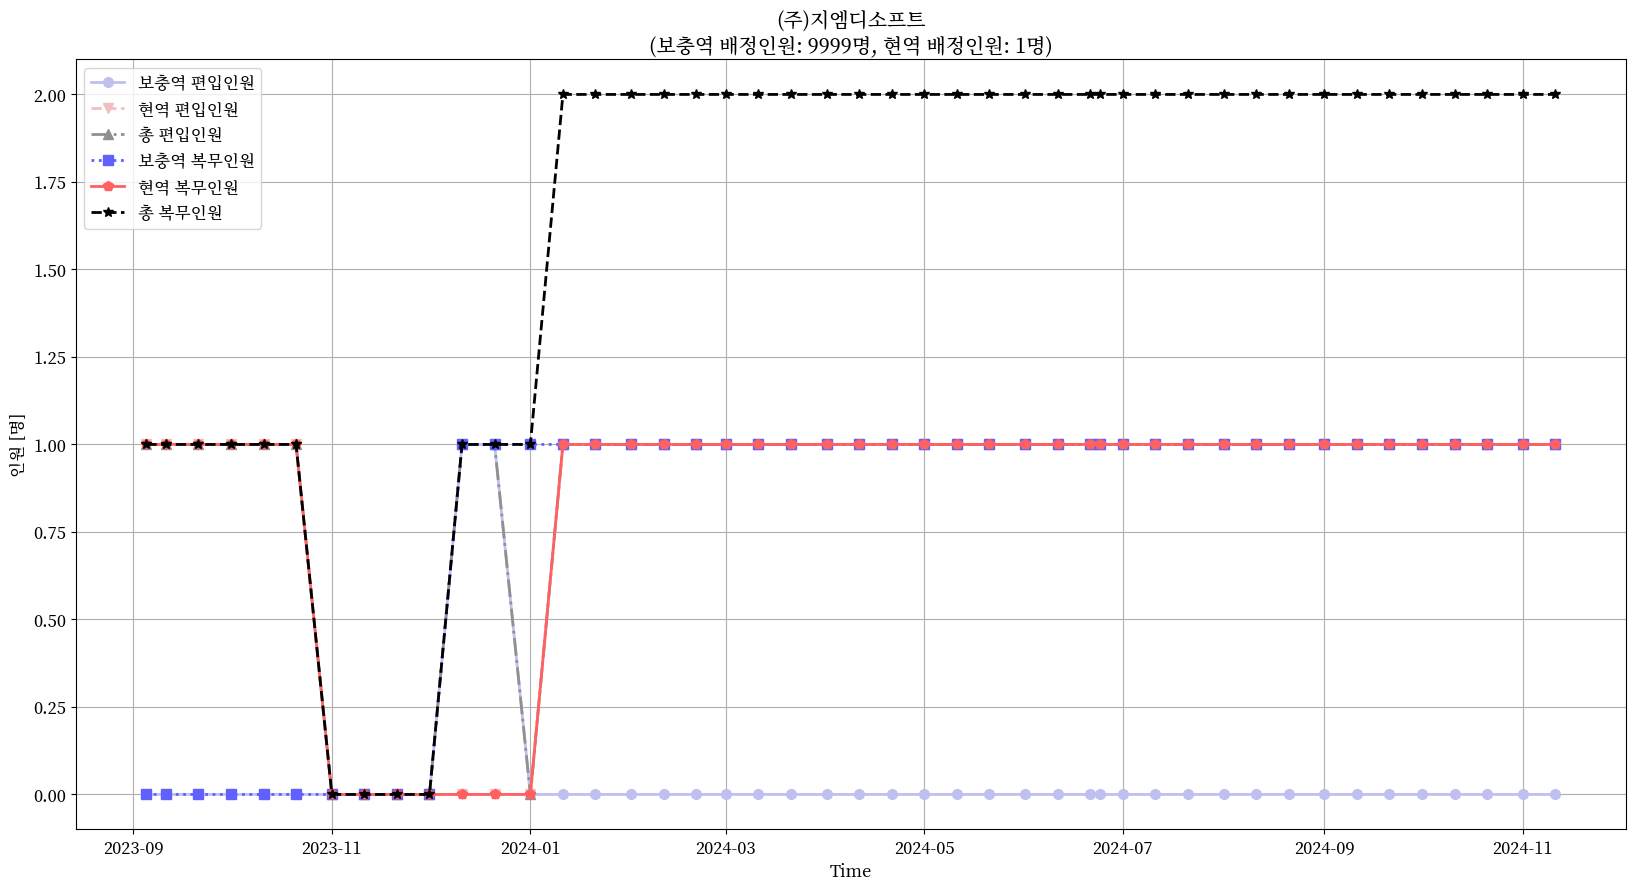 (주)지엠디소프트
(보충역 배정인원: 9999명, 현역 배정인원: 1명)
보충역 편입인원
현역 편입인원
총 편입인원
보충역 복무인원
현역 복무인원
총 복무인원
2.00
1.75
1.50
1.25
1.00
0.75
0.50
0.25
0.00
인원 [명]
2023-09 2023-11 2024-01 2024-03 2024-05 2024-07 2024-09 2024-11
Time